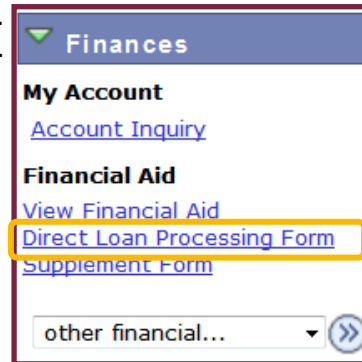 Finances
My Account
Account Inquiry
Financial Aid
View Financial Aid
Direct Loan Processing Form
Supplement Form
other financial...